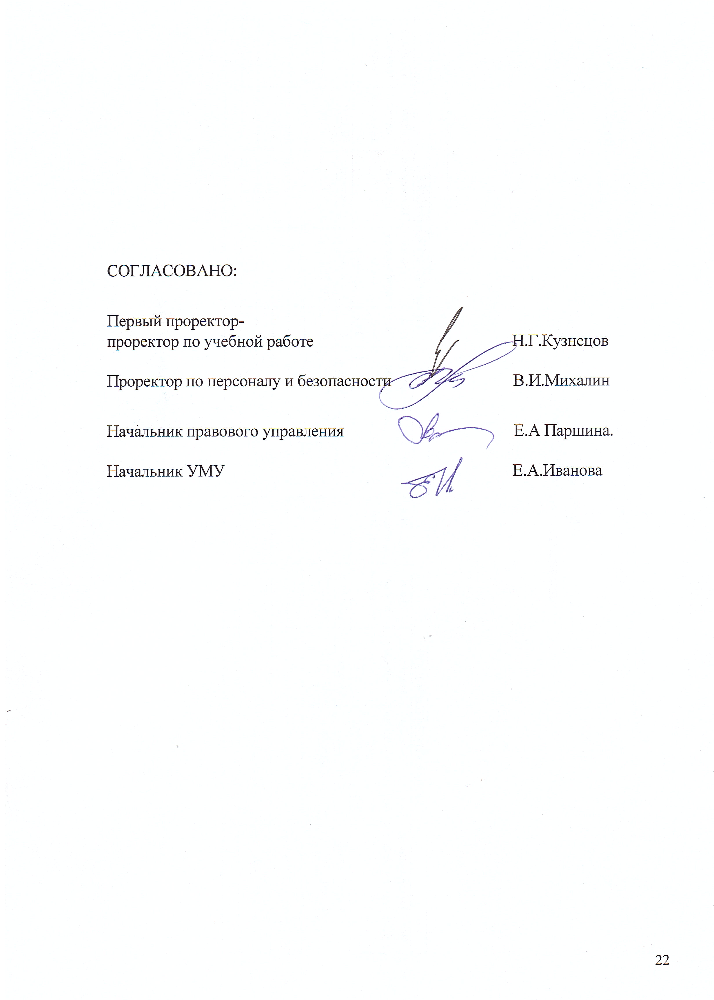 СОГЛАСОВАНО:
Первый проректор-
проректор по учебной работе Н.Г.Кузнецов
Проректор по персоналу и безопасности В.И.Михалин
Начальник правового управления Е.А Паршина.
Начальник УМУ Е.А.Иванова
22